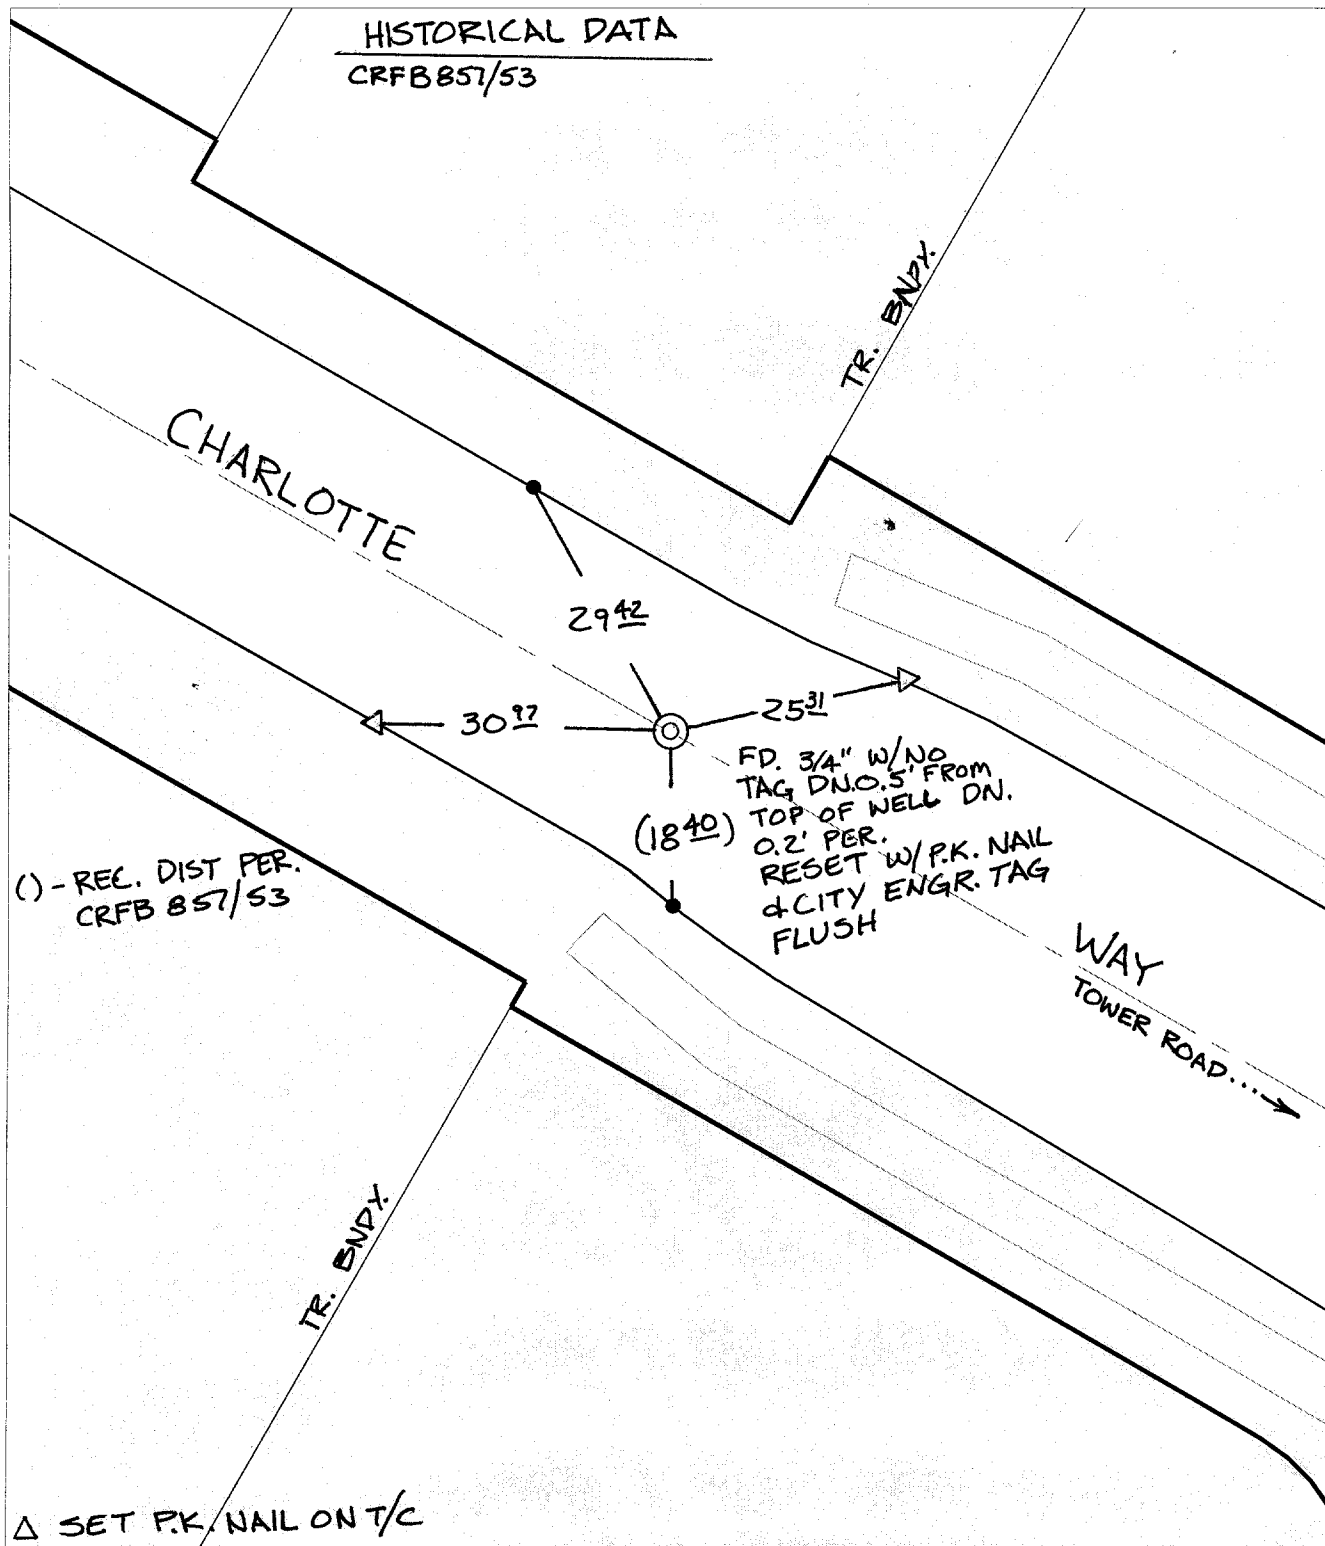 HISTORICAL DATA
CRFB 857/53
TR. BNDY.
CHARLOTTE
29 42
30 97
25 31
(18 40)
FD. 3/4" W/NO
TAG DN. 0.5' FROM
TOP OF WELL DN.
0.2' PER.
RESET W/ P.K. NAIL
& CITY ENGR. TAG
FLUSH
() - REC. DIST PER.
CRFB 857/53
WAY
TOWER ROAD...
TR. BNDY.
Δ SET P.K. NAIL ON T/C